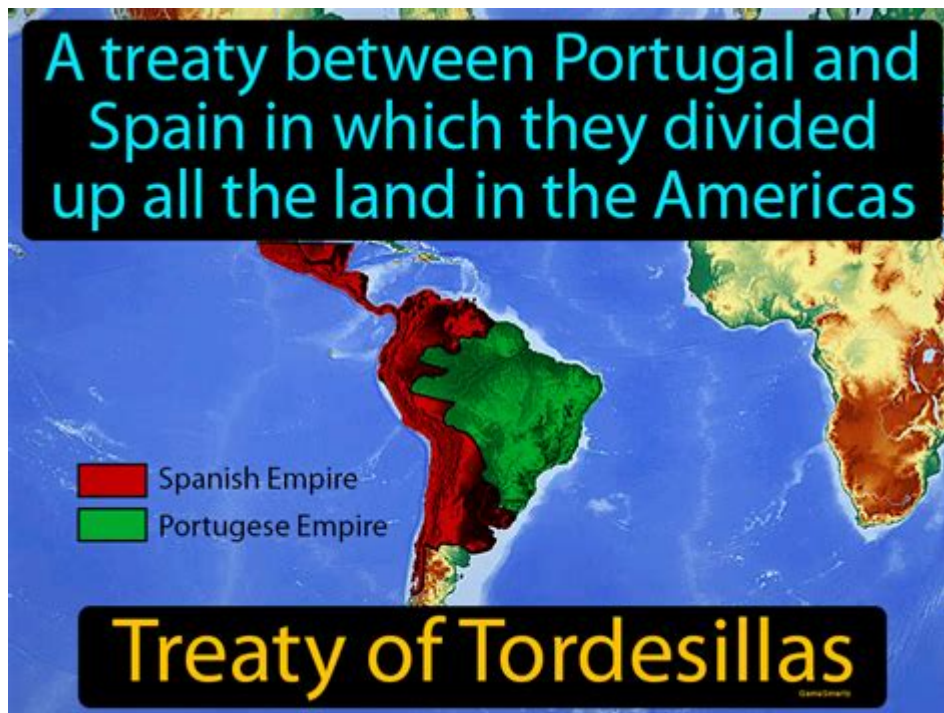 A treaty between Portugal and
Spain in which they divided
up all the land in the Americas
Spanish Empire
Portugese Empire
Treaty of Tordesillas
GameSmartz